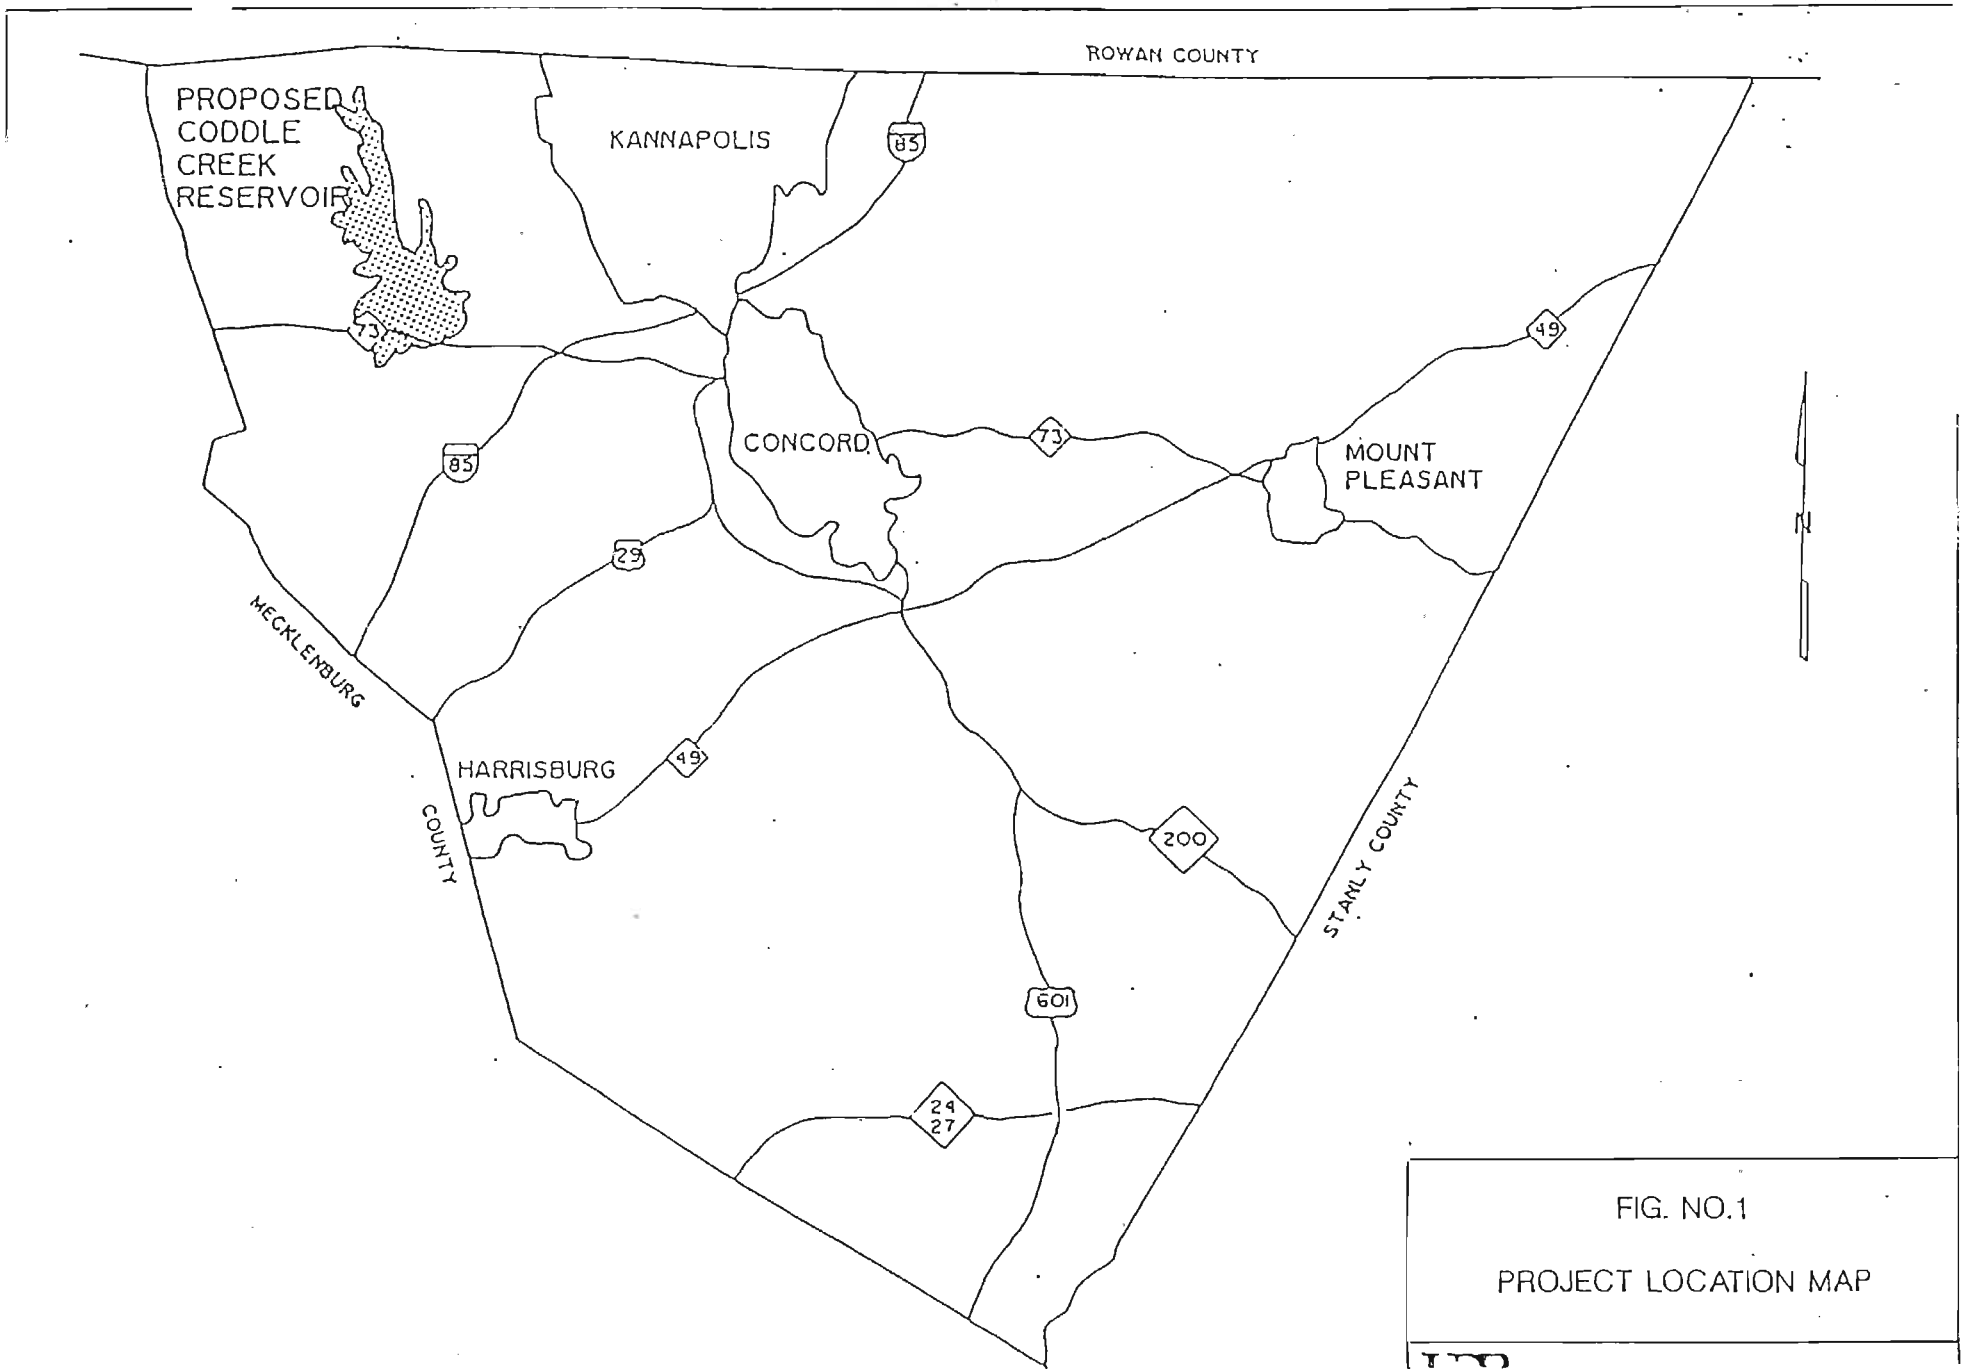 ROWAN COUNTY
PROPOSED
CODDLE
CREEK
RESERVOIR
KANNAPOLIS
85
49
73
CONCORD
73
MOUNT
PLEASANT
85
N
29
MECKLENBURG
COUNTY
HARRISBURG
49
200
STANLY COUNTY
601
24
27
FIG. NO.1
PROJECT LOCATION MAP